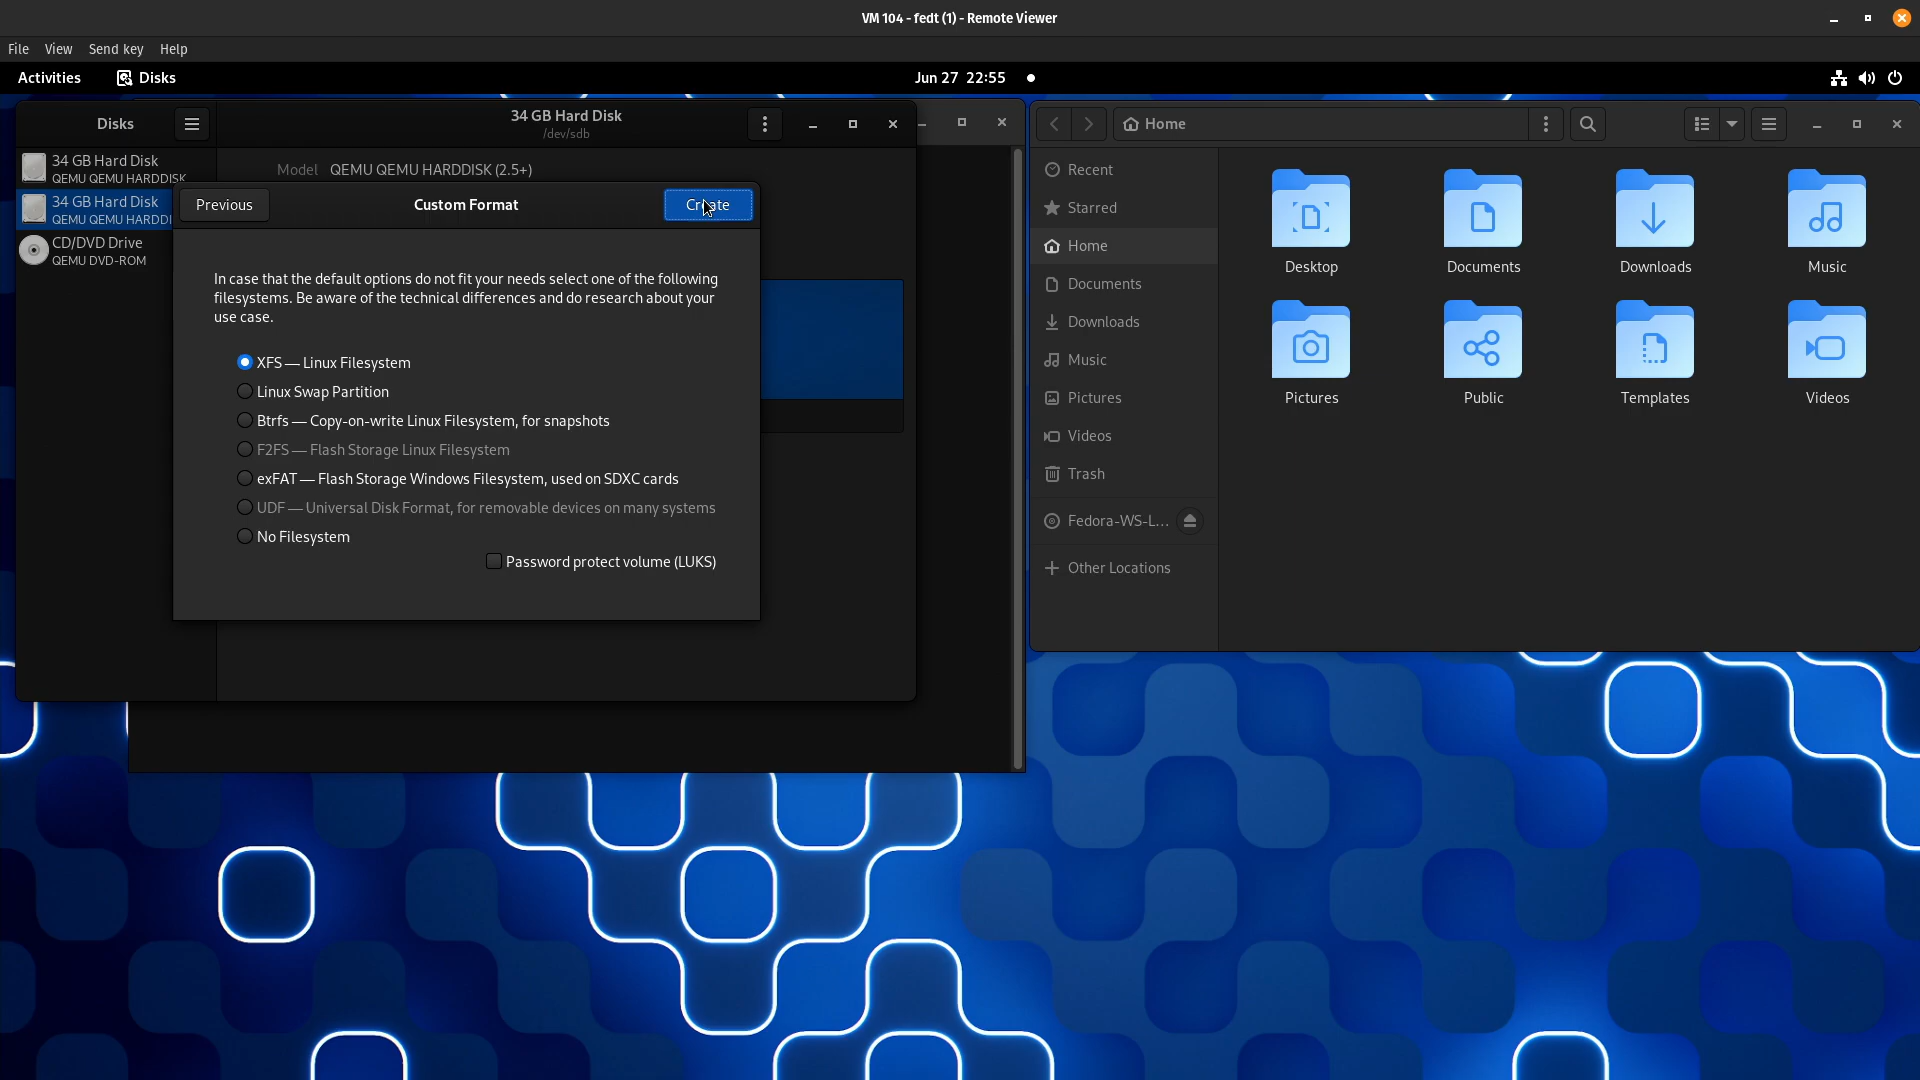 VM 104 - fedt (1) - Remote Viewer
File View Send key Help
Activities Disks Jun 27 22:55
Disks
34 GB Hard Disk
/dev/sdb
34 GB Hard Disk
QEMU QEMU HARDDISK
34 GB Hard Disk
QEMU QEMU HARDDI
CD/DVD Drive
QEMU DVD-ROM
Model QEMU QEMU HARDDISK (2.5+)
Previous Custom Format Create
In case that the default options do not fit your needs select one of the following
filesystems. Be aware of the technical differences and do research about your
use case.
XFS — Linux Filesystem
Linux Swap Partition
Btrfs — Copy-on-write Linux Filesystem, for snapshots
F2FS — Flash Storage Linux Filesystem
exFAT — Flash Storage Windows Filesystem, used on SDXC cards
UDF — Universal Disk Format, for removable devices on many systems
No Filesystem
Password protect volume (LUKS)
Home
Recent
Starred
Home
Documents
Downloads
Music
Pictures
Videos
Trash
Fedora-WS-L...
Other Locations
Desktop Documents Downloads Music
Pictures Public Templates Videos